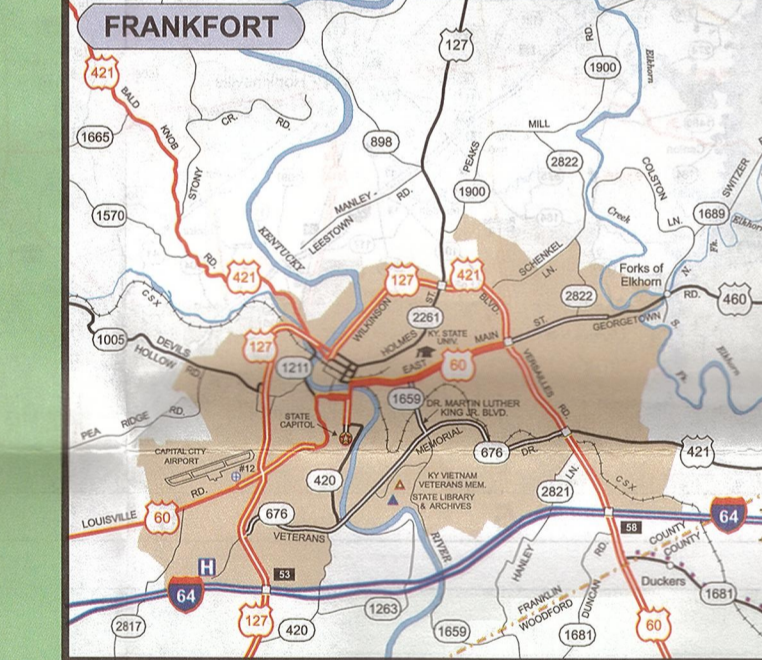 FRANKFORT
127
RD.
1900
Elkhorn
421
BALD
CR.
RD.
MILL
1665
KNOB
898
PEAKS
2822
STONY
MANLEY -
RD.
1900
COLSTON
SWITZER
LEESTOWN
LN.
1570
1689
Creek
Elkhorn
KENTUCKY
Fk.
RD.
SCHENKEL
LN.
N.
421
127
421
Forks of
Elkhorn
CSX
WILKINSON
ST.
BLVD.
2822
RD.
460
2261
HOLMES
KY. STATE
UNIV.
MAIN
ST.
GEORGETOWN
S.
1005
DEVILS
HOLLOW
RD.
127
1211
EAST
60
VERSAILLES
Elkhorn
Fk.
1659
DR. MARTIN LUTHER
KING JR. BLVD.
PEA
RIDGE
RD.
STATE
CAPITOL
RD.
MEMORIAL
676
DR.
421
CAPITAL CITY
AIRPORT
#12
420
KY VIETNAM
VETERANS MEM.
STATE LIBRARY
& ARCHIVES
LN.
2821
CSX
LOUISVILLE
60
RD.
676
VETERANS
RIVER
58
64
HANLEY
RD.
COUNTY
COUNTY
H
53
Duckers
64
FRANKLIN
WOODFORD
DUNCAN
1681
127
1263
2817
420
1659
1681
60